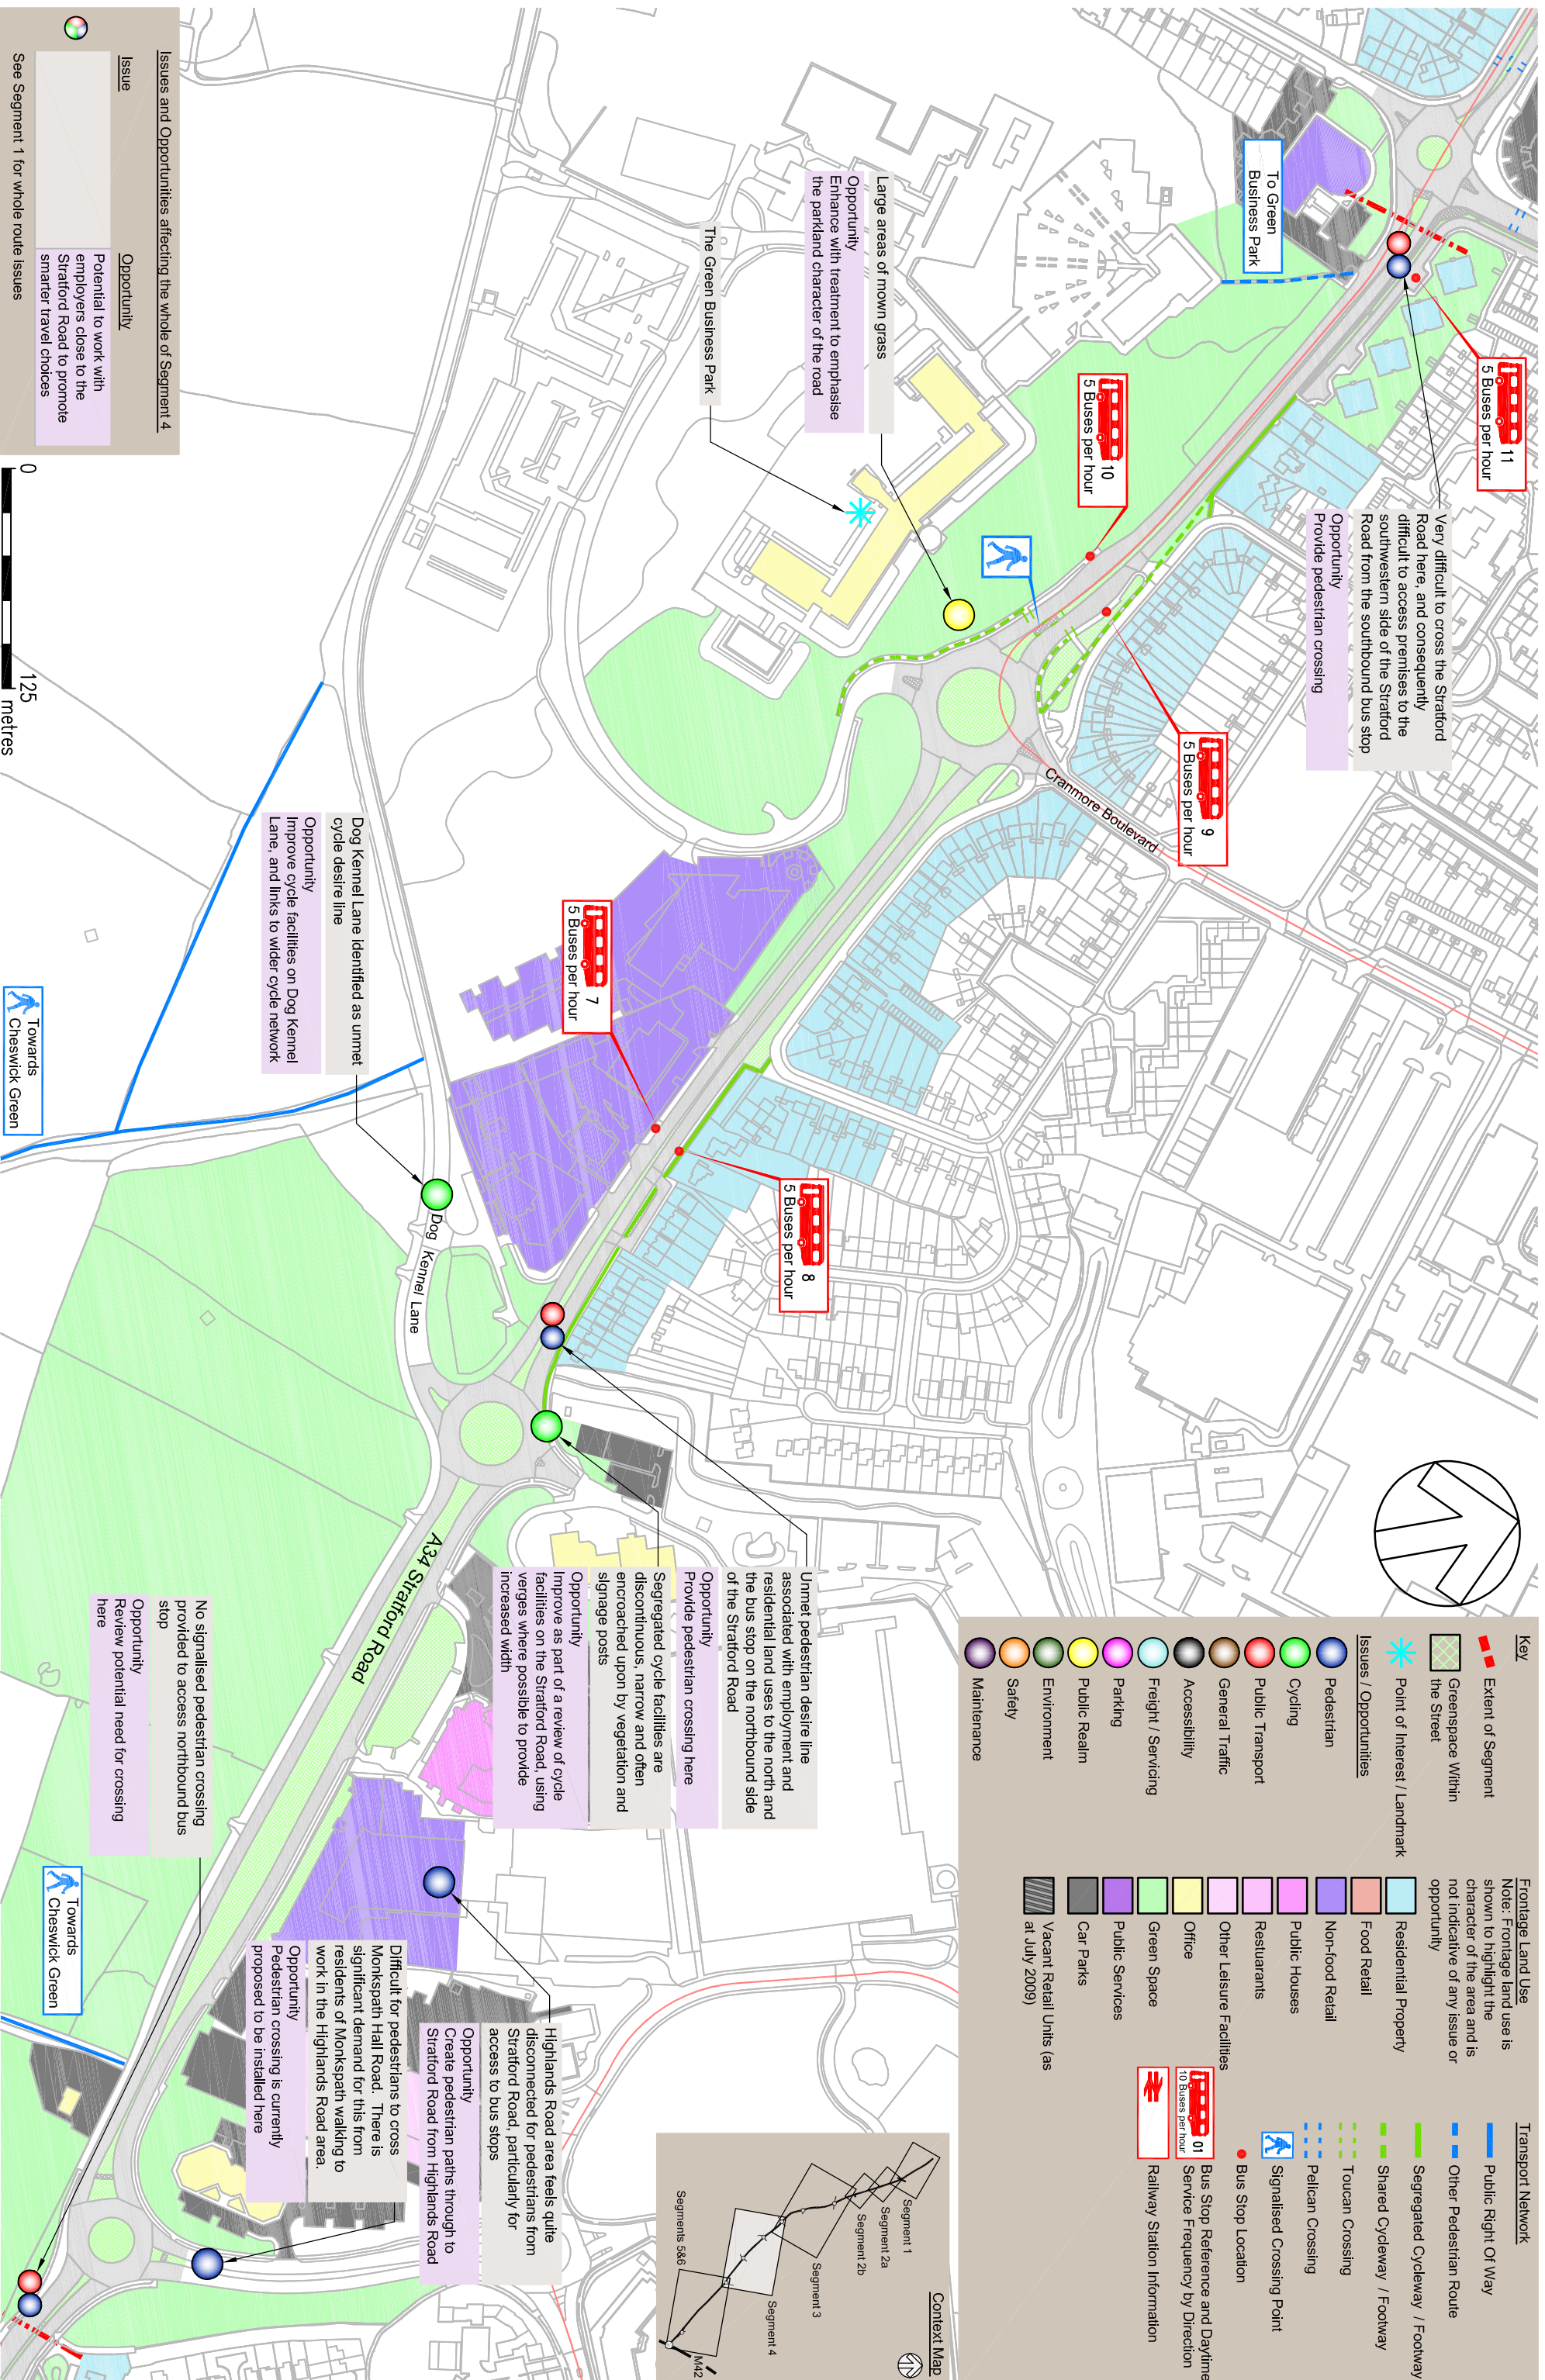 11
5 Buses per hour
Very difficult to cross the Stratford
Road here, and consequently
difficult to access premises to the
southwestern side of the Stratford
Road from the southbound bus stop
Opportunity
Provide pedestrian crossing
To Green
Business Park
10
5 Buses per hour
9
5 Buses per hour
Cranmore Boulevard
Large areas of mown grass
Opportunity
Enhance with treatment to emphasise
the parkland character of the road
The Green Business Park
7
5 Buses per hour
8
5 Buses per hour
Dog Kennel Lane identified as unmet
cycle desire line
Opportunity
Improve cycle facilities on Dog Kennel
Lane, and links to wider cycle network
Dog Kennel Lane
Towards
Cheswick Green
Issues and Opportunities affecting the whole of Segment 4
Issue
Opportunity
Potential to work with
employers close to the
Stratford Road to promote
smarter travel choices
See Segment 1 for whole route issues
0
125
metres
Unmet pedestrian desire line
associated with employment and
residential land uses to the north and
the bus stop on the northbound side
of the Stratford Road
Opportunity
Provide pedestrian crossing here
Segregated cycle facilities are
discontinuous, narrow and often
encroached upon by vegetation and
signage posts
Opportunity
Improve as part of a review of cycle
facilities on the Stratford Road, using
verges where possible to provide
increased width
A34 Stratford Road
No signalised pedestrian crossing
provided to access northbound bus
stop
Opportunity
Review potential need for crossing
here
Towards
Cheswick Green
Highlands Road area feels quite
disconnected for pedestrians from
Stratford Road, particularly for
access to bus stops
Opportunity
Create pedestrian paths through to
Stratford Road from Highlands Road
Difficult for pedestrians to cross
Monkspath Hall Road. There is
significant demand for this from
residents of Monkspath walking to
work in the Highlands Road area.
Opportunity
Pedestrian crossing is currently
proposed to be installed here
Key
Extent of Segment
Greenspace Within
the Street
Point of Interest / Landmark
Issues / Opportunities
Pedestrian
Cycling
Public Transport
General Traffic
Accessibility
Freight / Servicing
Parking
Public Realm
Environment
Safety
Maintenance
Frontage Land Use
Note: Frontage land use is
shown to highlight the
character of the area and is
not indicative of any issue or
opportunity
Residential Property
Food Retail
Non-food Retail
Public Houses
Restuarants
Other Leisure Facilities
Office
Green Space
Public Services
Car Parks
Vacant Retail Units (as
at July 2009)
Transport Network
Public Right Of Way
Other Pedestrian Route
Segregated Cycleway / Footway
Shared Cycleway / Footway
Toucan Crossing
Pelican Crossing
Signalised Crossing Point
Bus Stop Location
01
10 Buses per hour
Bus Stop Reference and Daytime
Service Frequency by Direction
Railway Station Information
Context Map
Segment 1
Segment 2a
Segment 2b
Segment 3
Segment 4
Segments 5&6
M42